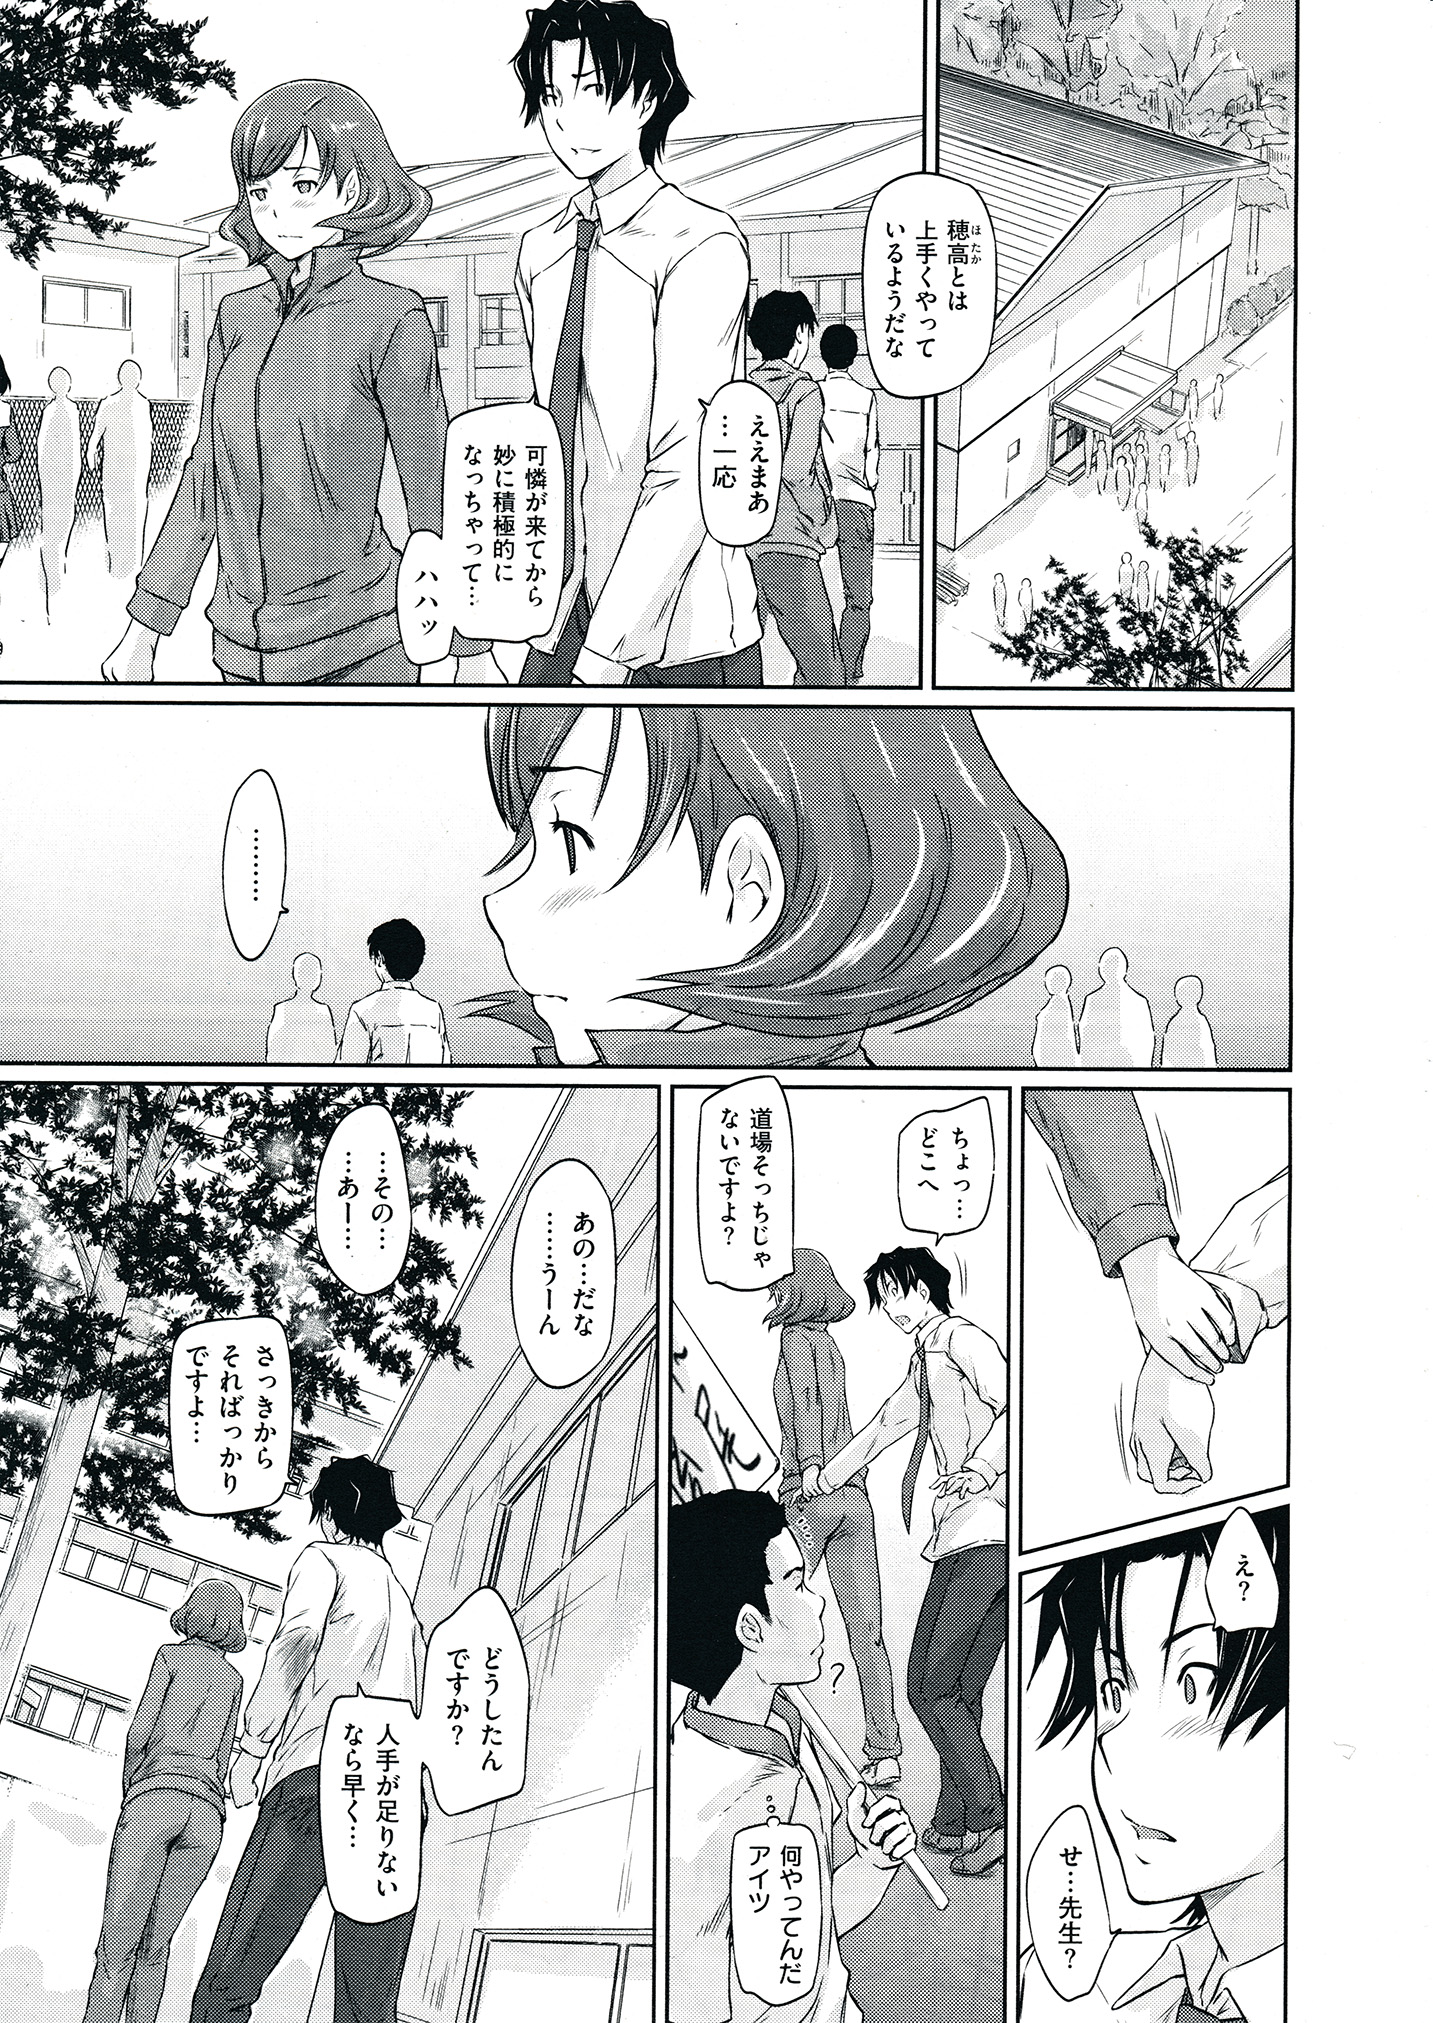 穂高とは
上手くやって
いるようだな
ほたか
ええまあ
…一応
可憐が来てから
妙に積極的に
なっちゃって…
ハハッ
………
え?
せ…先生?
ちょっ…
どこへ
道場そっちじゃ
ないですよ?
?
何やってんだ
アイツ
あの…だな
……うーん
…その…
…あー…
さっきから
そればっかり
ですよ…
どうしたん
ですか?
人手が足りない
なら早く…